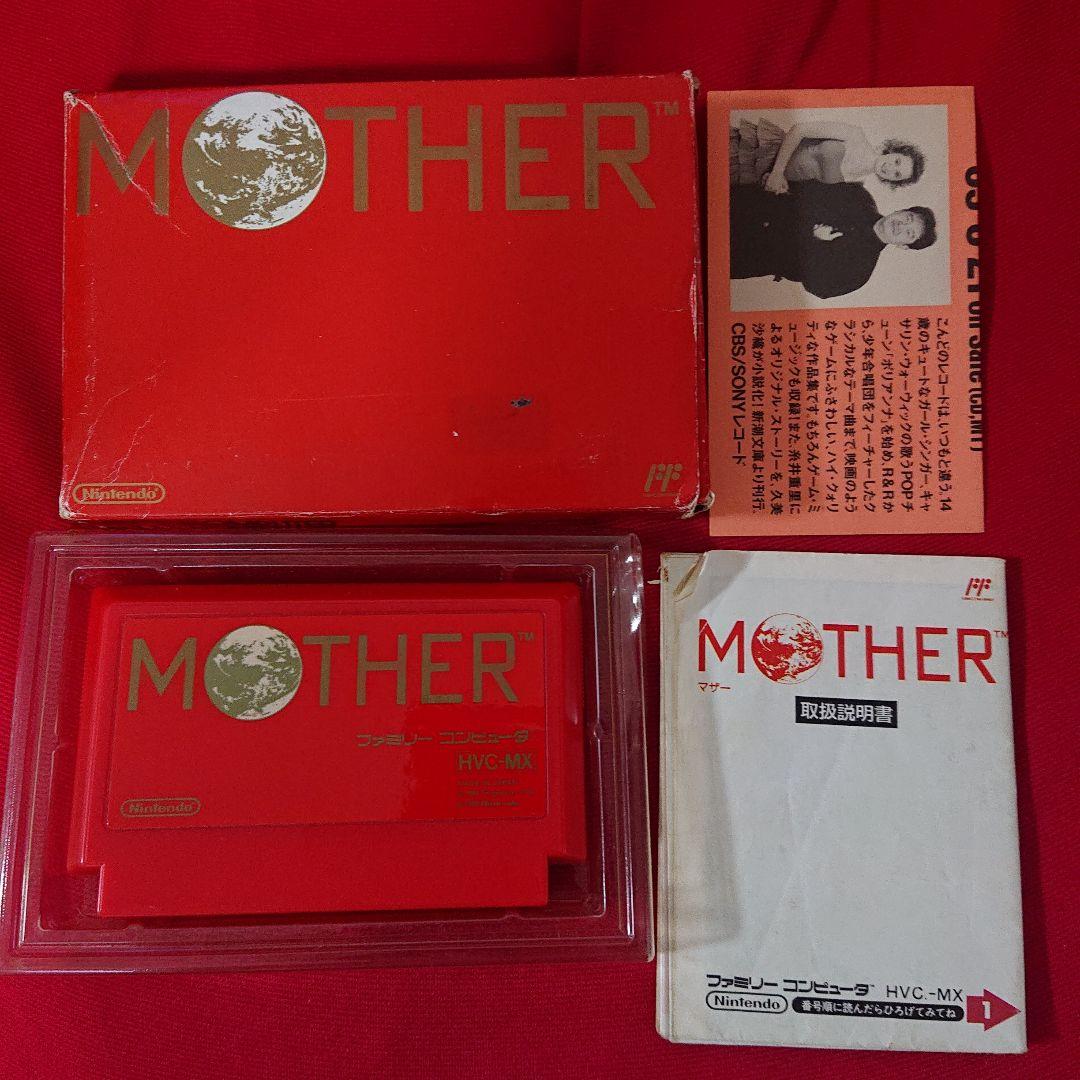 MOTHER™
Nintendo
89・8・21 on Sale (CD,MT)
こんどのレコードは、いつもと違う。14
歳のキュートなガール・シンガー、キャ
サリン・ウォーウィックの歌うPOPチ
ューン「ポリアンナ」を始め、R&Rか
ら、少年合唱団をフィーチャーしたク
ラシカルなテーマ曲まで、映画のよう
なゲームにふさわしい、ハイ・クォリ
ティな作品集です。もちろんゲーム・ミ
ュージックも収録!また、糸井重里に
よるオリジナル・ストーリーを、久美
沙織が小説化!新潮文庫より刊行。
CBS/SONYレコード
MOTHER™
ファミリー コンピュータ
HVC-MX
Nintendo
MOTHER™
マザー
取扱説明書
ファミリー コンピュータ™ HVC.-MX
Nintendo 番号順に読んだらひろげてみてね 1